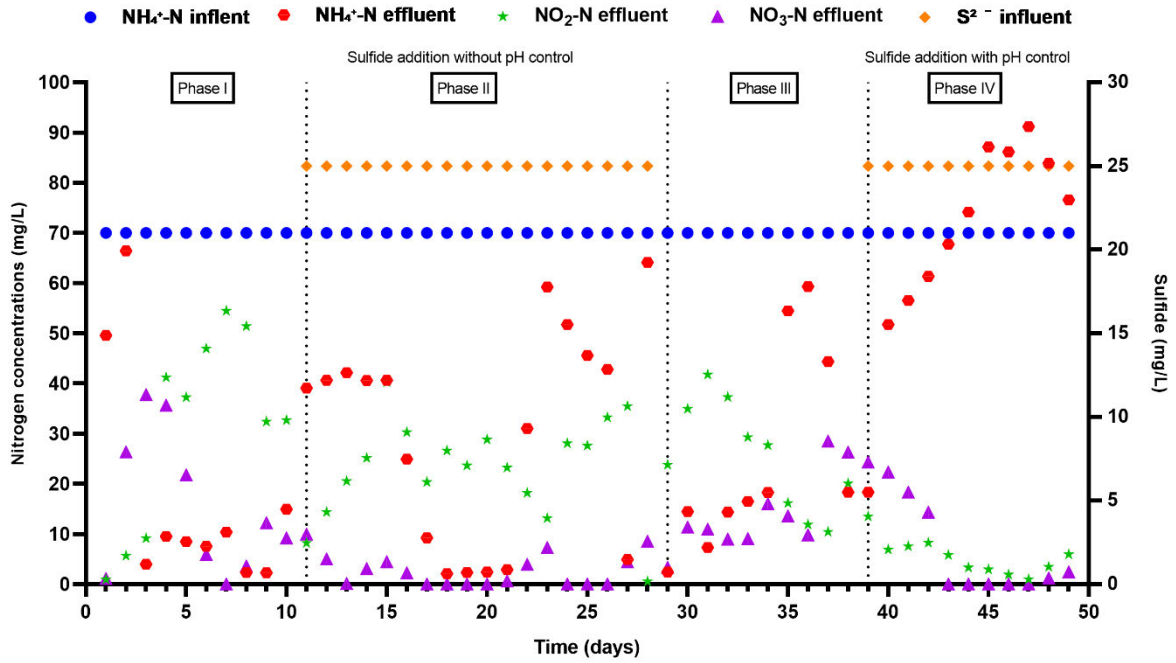 NH₄⁺-N inflent NH₄⁺-N effluent NO₂-N effluent NO₃-N effluent S² ⁻ influent
Sulfide addition without pH control Sulfide addition with pH control
Phase I Phase II Phase III Phase IV
Nitrogen concentrations (mg/L)
100
90
80
70
60
50
40
30
20
10
0
30
25
20
15
10
5
0
Sulfide (mg/L)
0 5 10 15 20 25 30 35 40 45 50
Time (days)